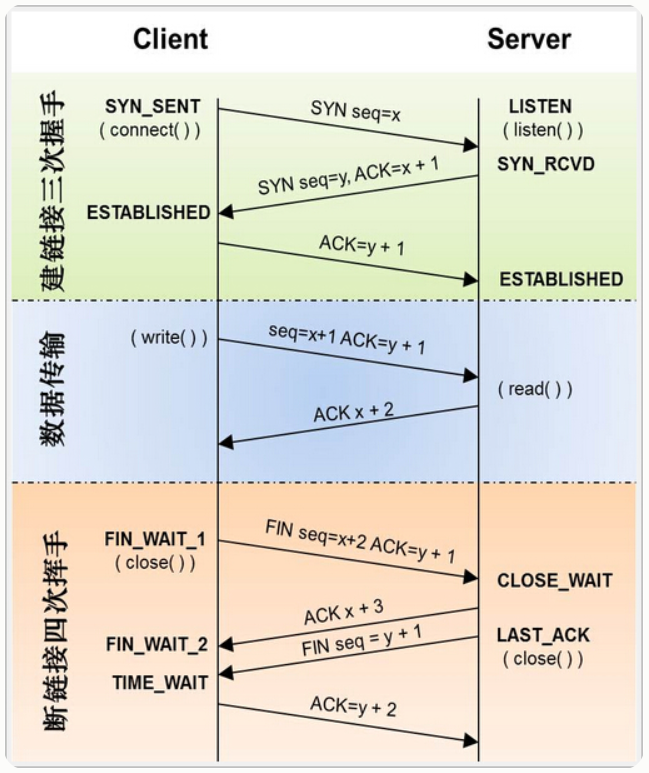 Client
Server
建链接三次握手
SYN_SENT
( connect( ) )
SYN seq=x
LISTEN
( listen( ) )
SYN_RCVD
SYN seq=y, ACK=x + 1
ESTABLISHED
ACK=y + 1
ESTABLISHED
数据传输
( write( ) )
seq=x+1 ACK=y + 1
( read( ) )
ACK x + 2
断链接四次挥手
FIN_WAIT_1
( close( ) )
FIN seq=x+2 ACK=y + 1
CLOSE_WAIT
ACK x + 3
FIN_WAIT_2
FIN seq = y + 1
LAST_ACK
( close( ) )
TIME_WAIT
ACK=y + 2